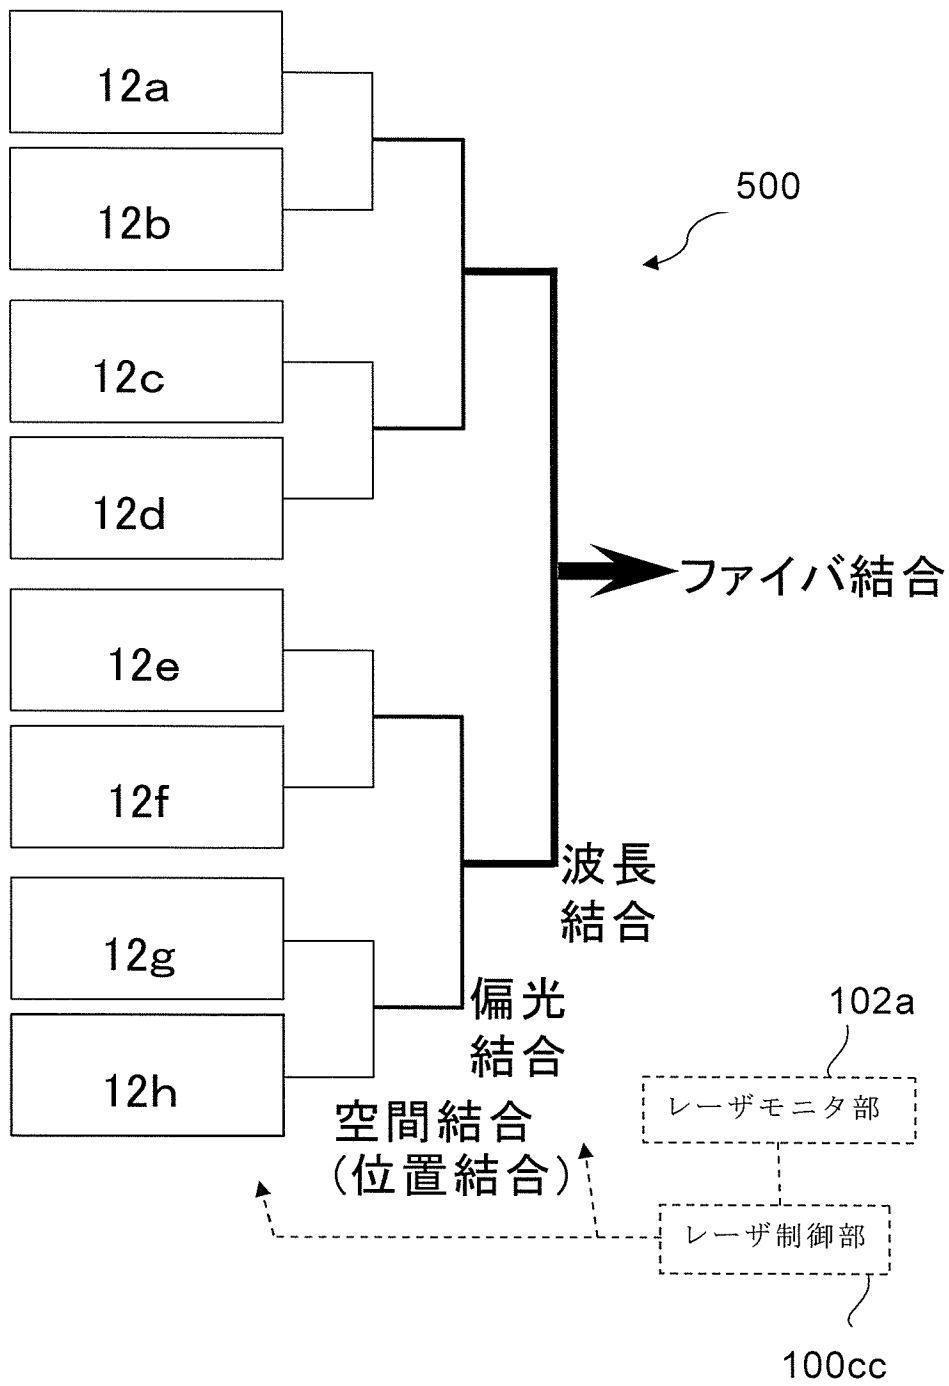 12a
12b
500
12c
12d
ファイバ結合
12e
12f
波長
結合
12g
偏光
結合
12h
空間結合
(位置結合)
102a
レーザモニタ部
レーザ制御部
100cc